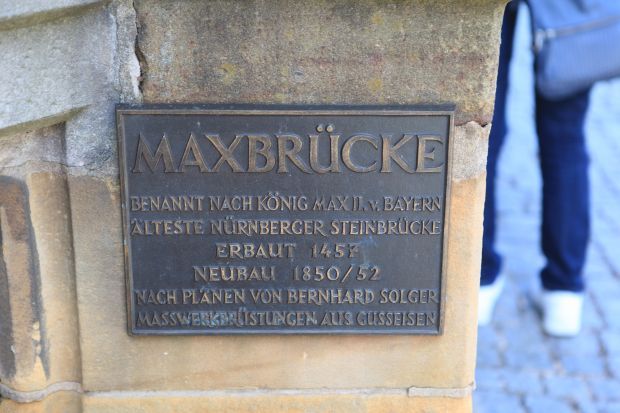 MAXBRÜCKE
BENANNT NACH KÖNIG MAX II. v. BAYERN
ÄLTESTE NÜRNBERGER STEINBRÜCKE
ERBAUT 1457
NEUBAU 1850/52
NACH PLÄNEN VON BERNHARD SOLGER
MASSWERKBRÜSTUNGEN AUS GUSSEISEN